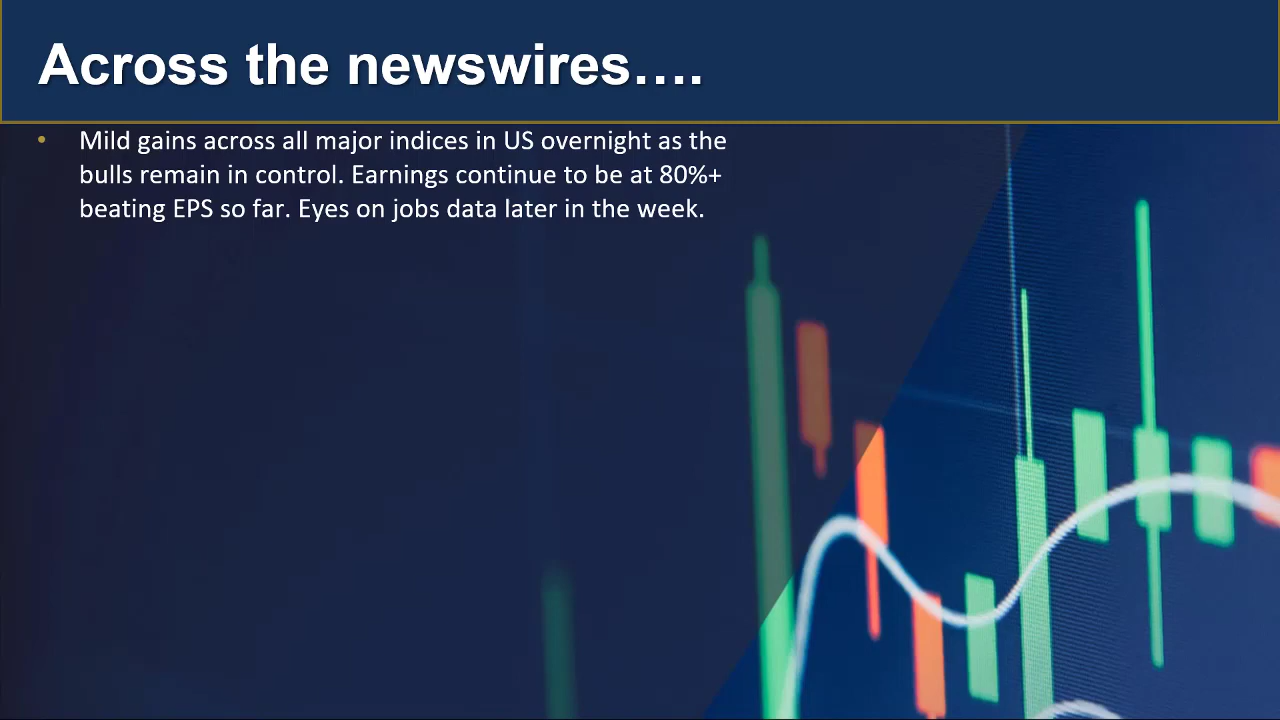 Across the newswires….
• Mild gains across all major indices in US overnight as the
bulls remain in control. Earnings continue to be at 80%+
beating EPS so far. Eyes on jobs data later in the week.